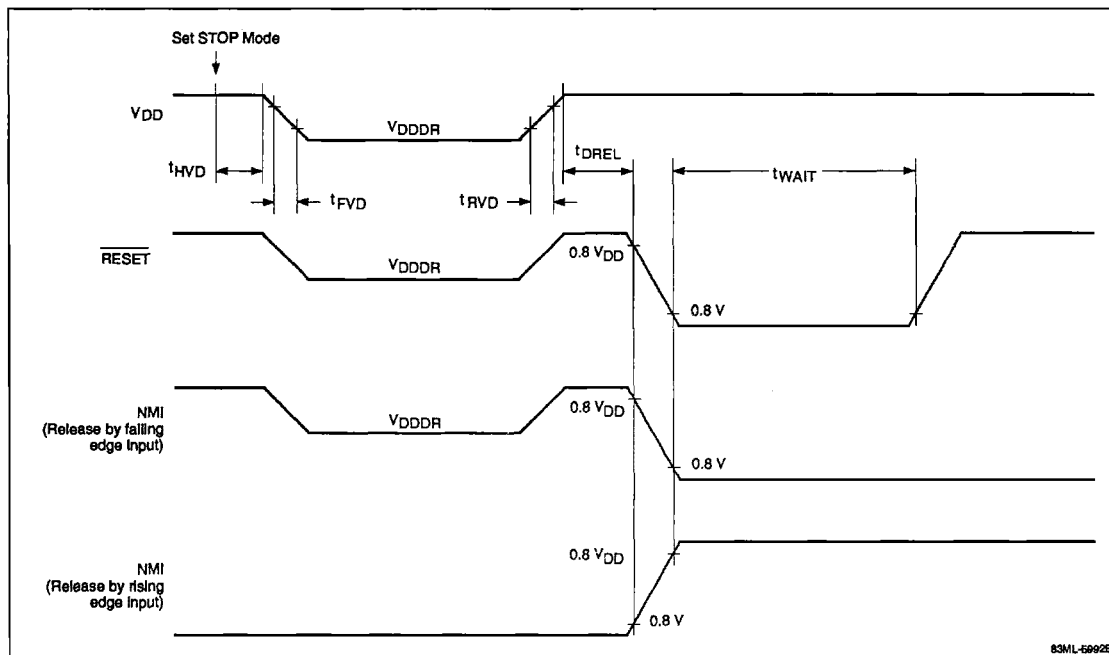 Set STOP Mode
VDD
VDDDR
tHVD
tFVD
tRVD
tDREL
tWAIT
RESET
VDDDR
0.8 VDD
0.8 V
NMI
(Release by falling
edge input)
VDDDR
0.8 VDD
0.8 V
NMI
(Release by rising
edge input)
0.8 VDD
0.8 V